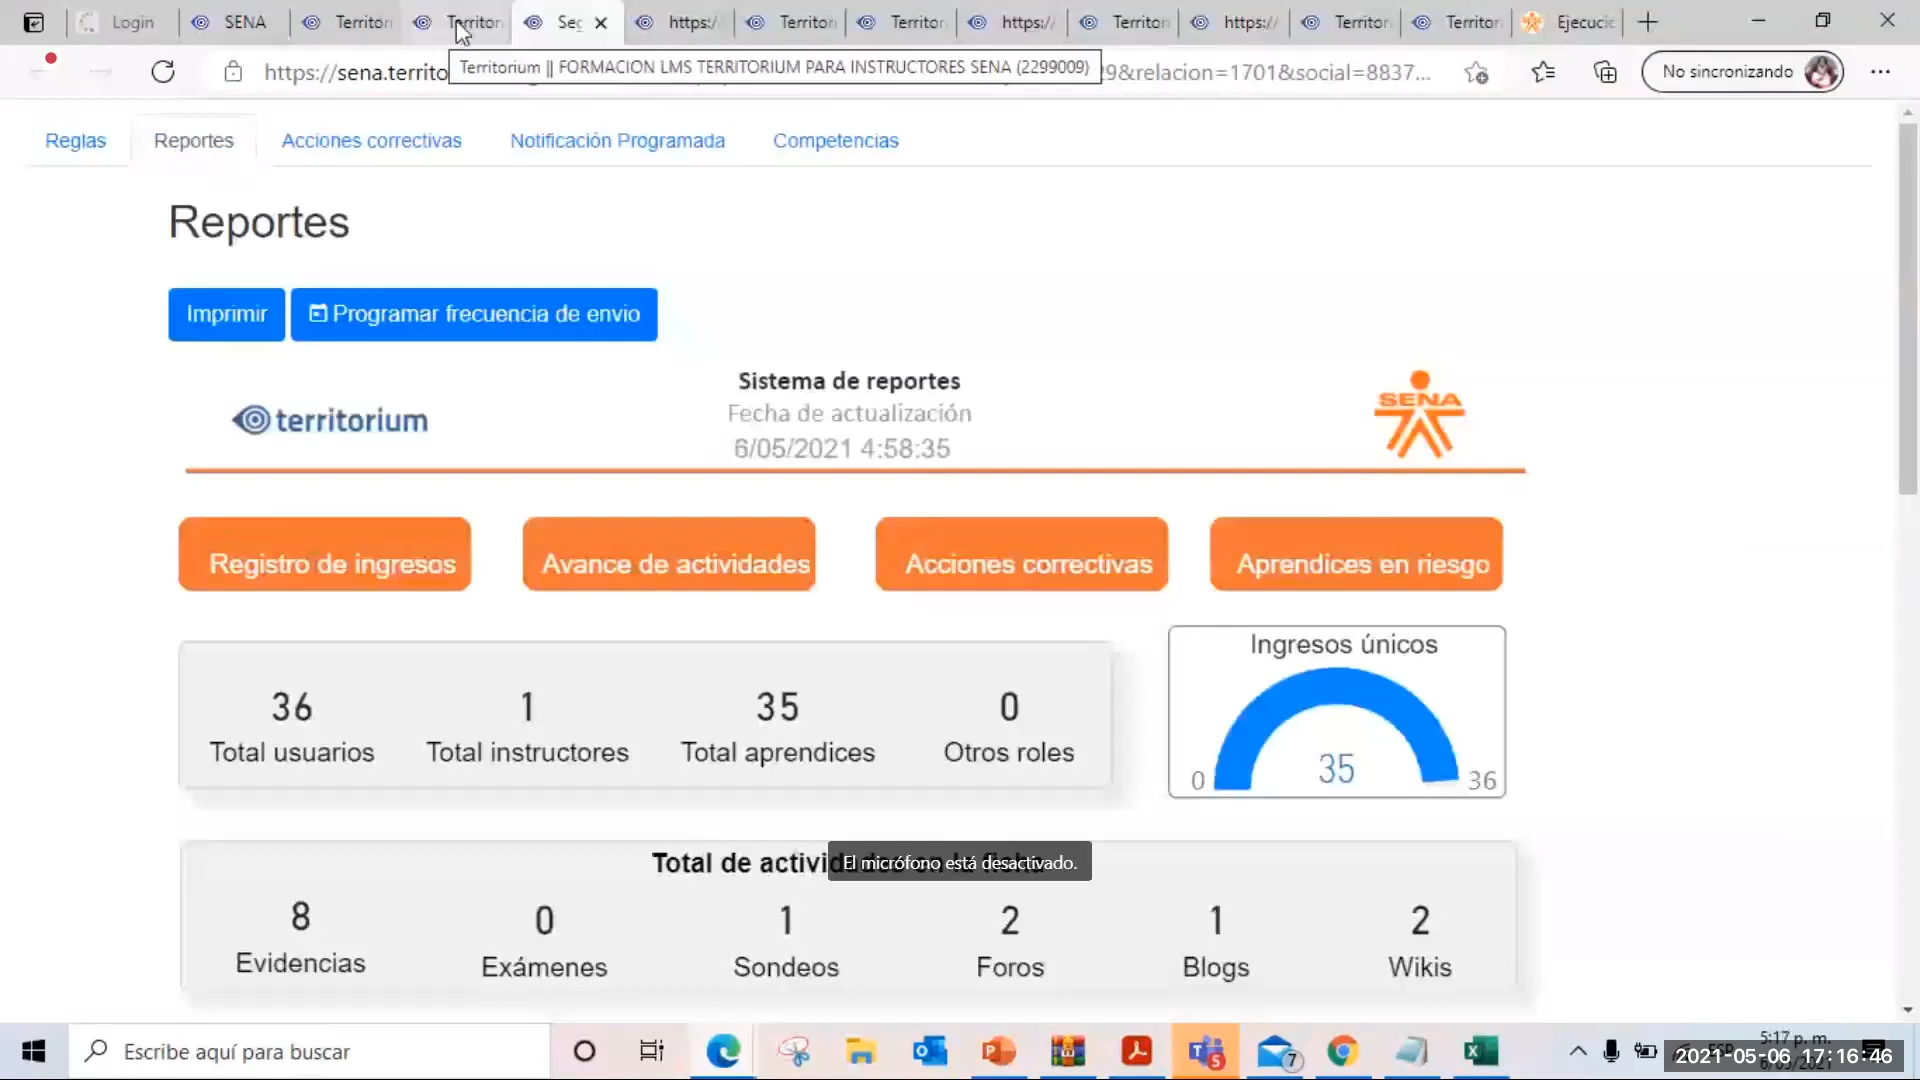 Login
SENA
Territori
Territori
Seg
https:/
Territori
Territori
https:/
Territori
https:/
Territori
Territori
Ejecució
https://sena.territo
Territorium || FORMACION LMS TERRITORIUM PARA INSTRUCTORES SENA (2299009)
9&relacion=1701&social=8837...
No sincronizando
Reglas
Reportes
Acciones correctivas
Notificación Programada
Competencias
Reportes
Imprimir
Programar frecuencia de envio
territorium
Sistema de reportes
Fecha de actualización
6/05/2021 4:58:35
SENA
Registro de ingresos
Avance de actividades
Acciones correctivas
Aprendices en riesgo
36
Total usuarios
1
Total instructores
35
Total aprendices
0
Otros roles
Ingresos únicos
35
0
36
Total de activi
El micrófono está desactivado.
8
Evidencias
0
Exámenes
1
Sondeos
2
Foros
1
Blogs
2
Wikis
Escribe aquí para buscar
5
7
5:17 p. m.
2021-05-06 17:16:46